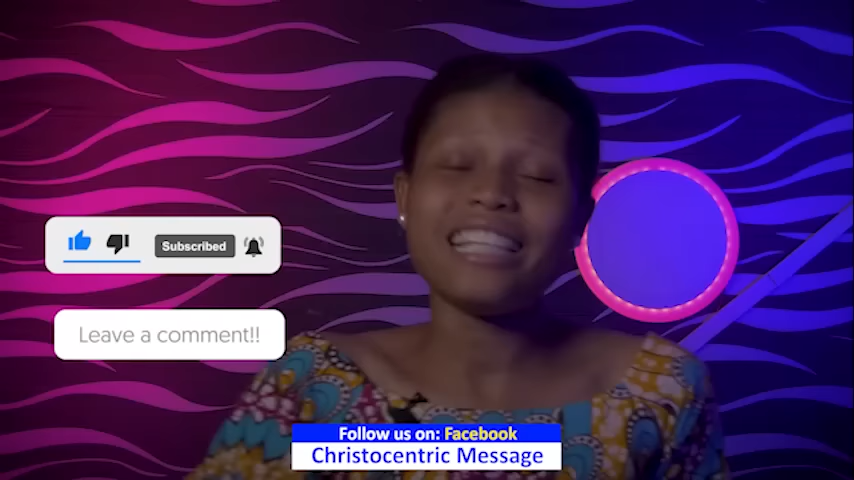 Subscribed
Leave a comment!!
Follow us on: Facebook
Christocentric Message